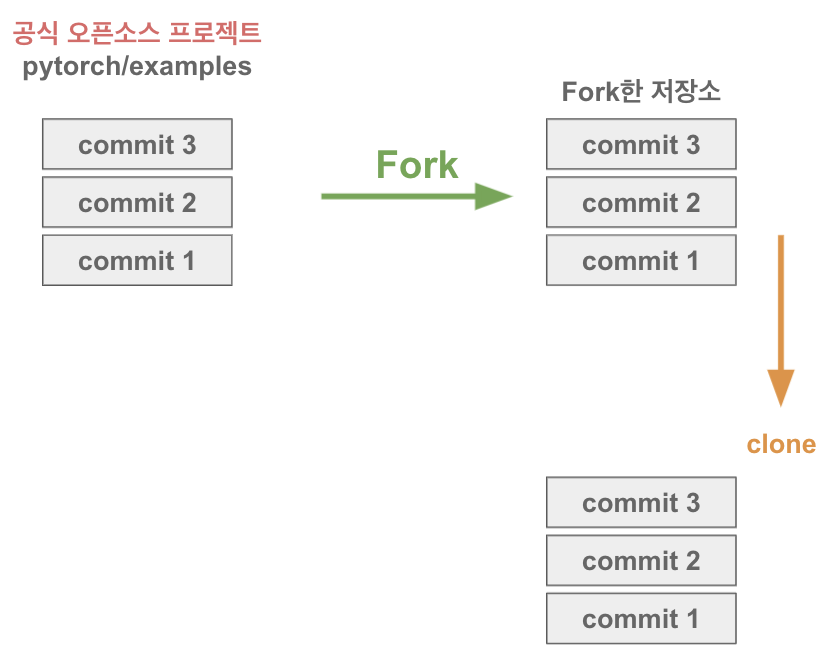 공식 오픈소스 프로젝트
pytorch/examples
commit 3
commit 2
commit 1
Fork
Fork한 저장소
commit 3
commit 2
commit 1
clone
commit 3
commit 2
commit 1